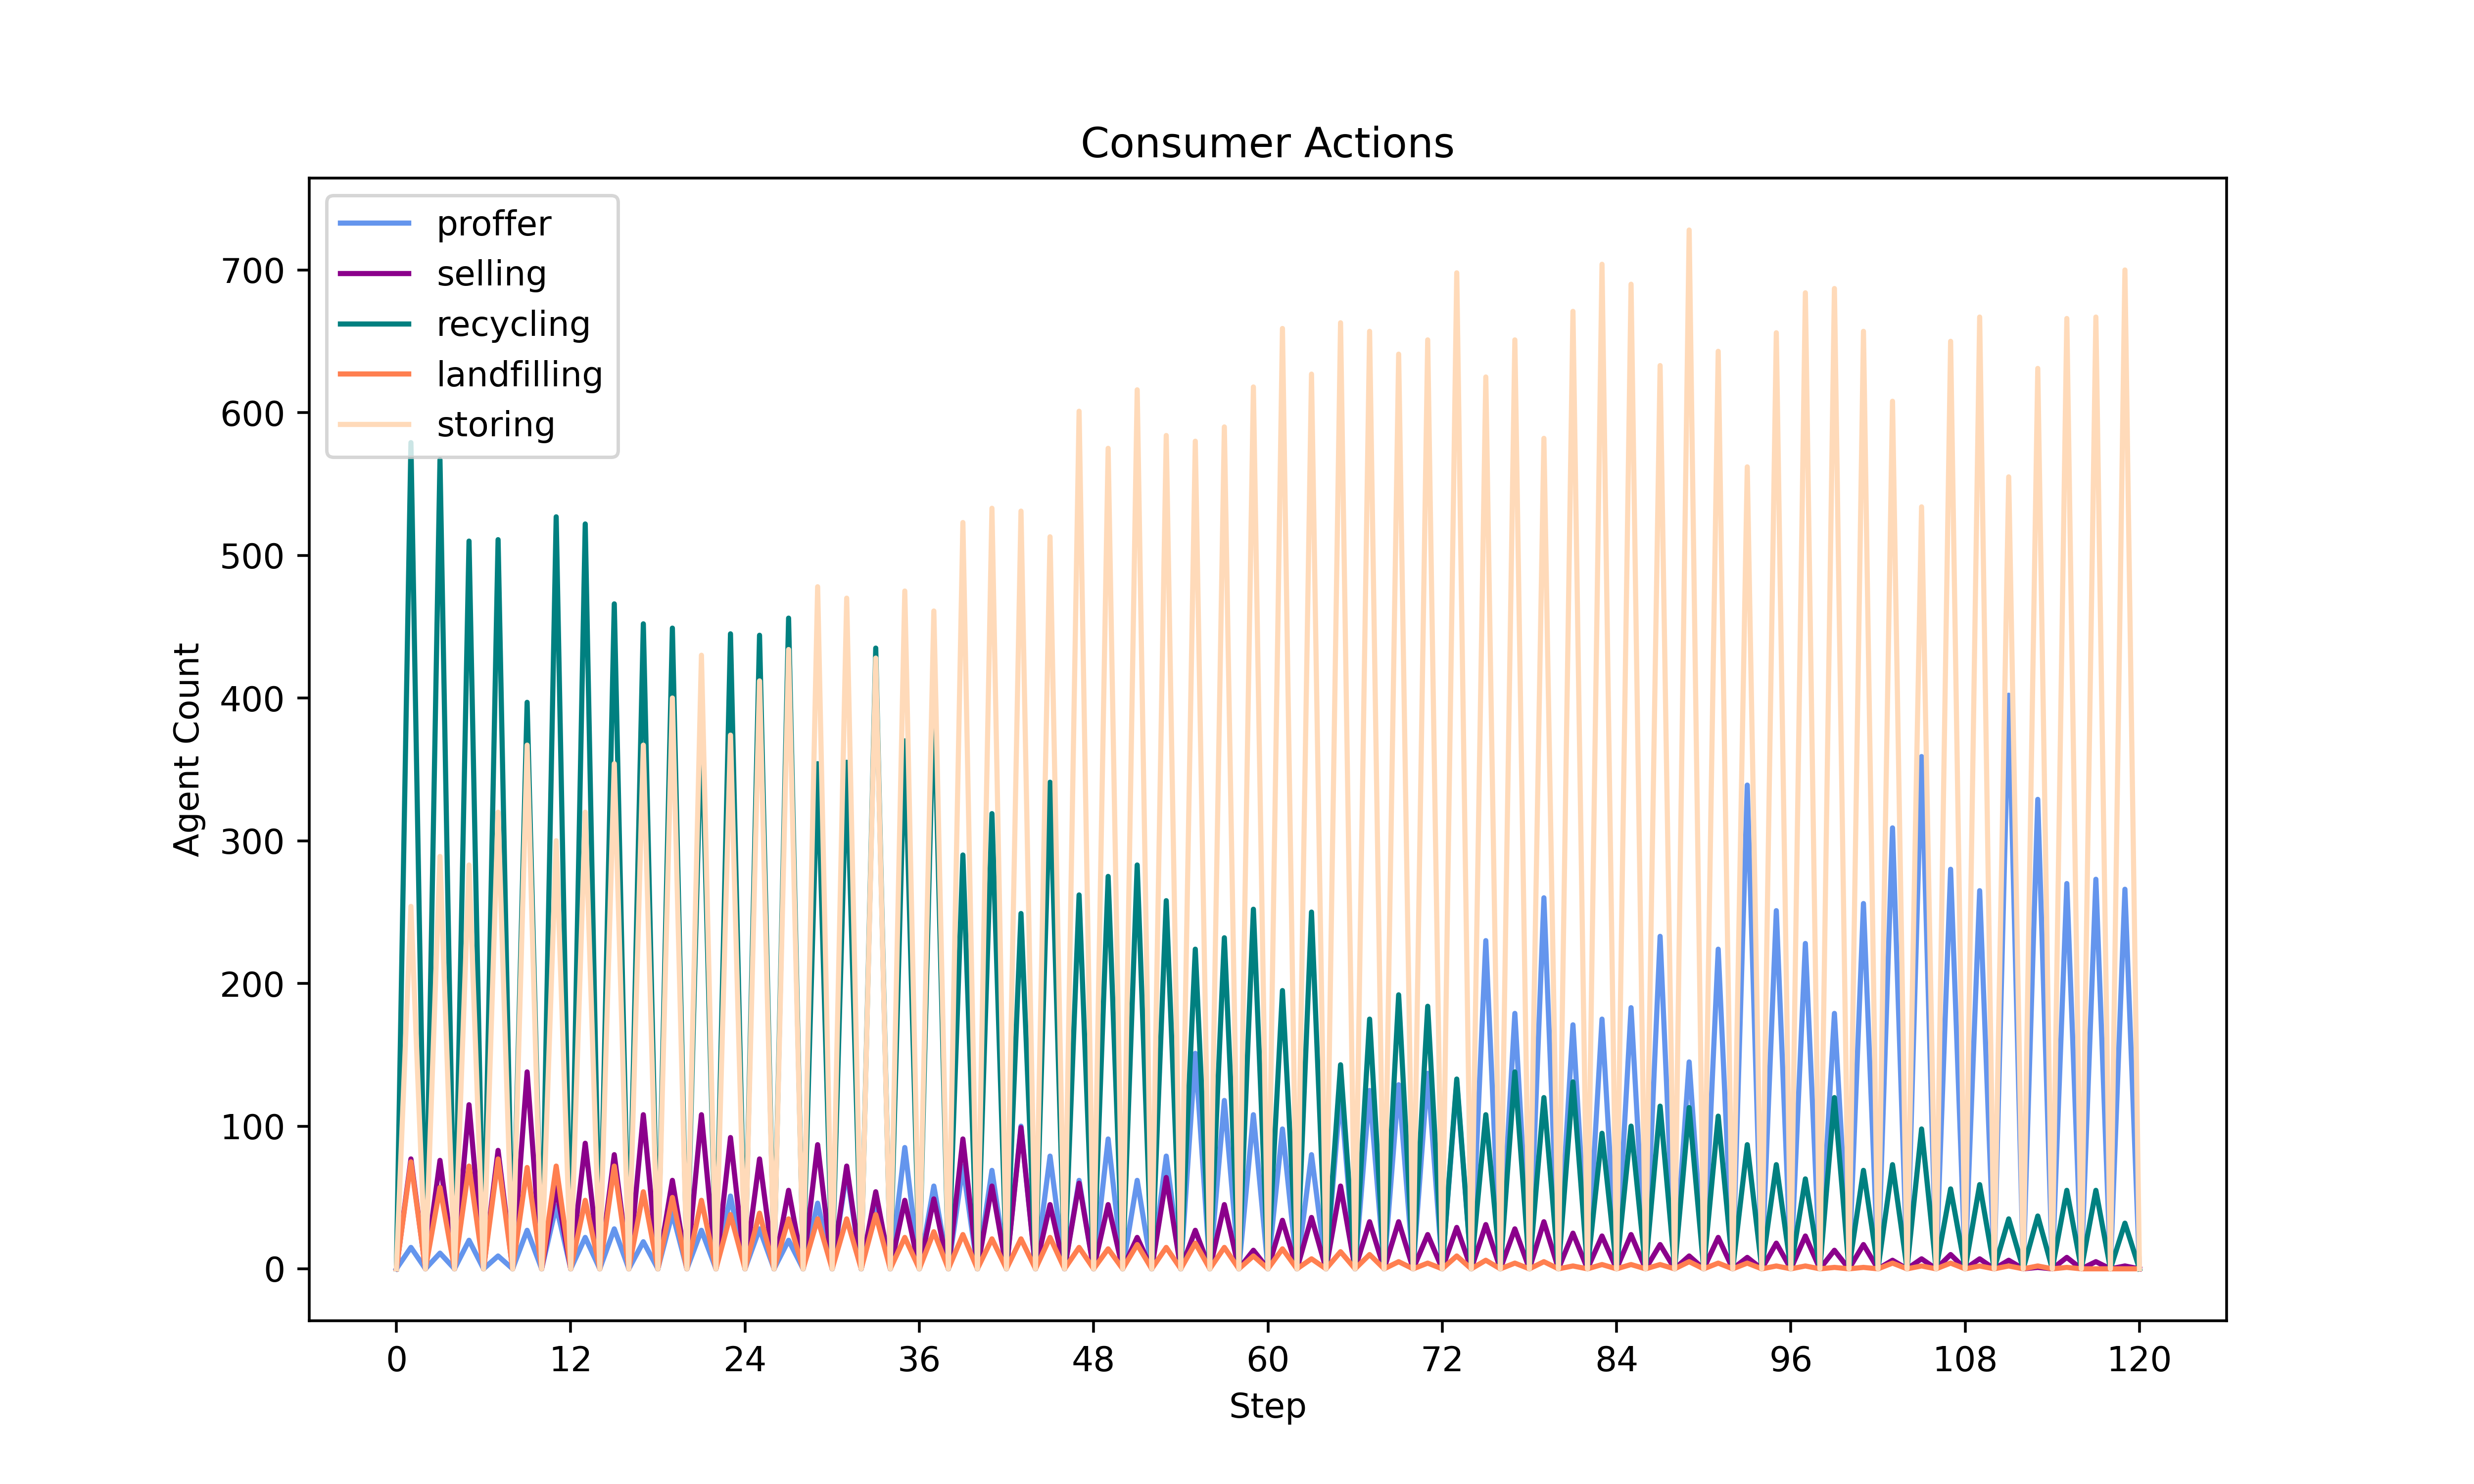 Consumer Actions
proffer
selling
recycling
landfilling
storing
700
600
500
400
300
200
100
0
Agent Count
0 12 24 36 48 60 72 84 96 108 120
Step